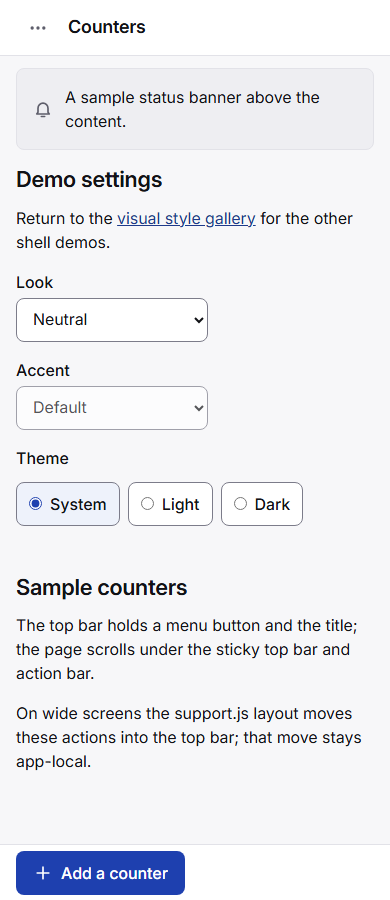 Counters
A sample status banner above the
content.
Demo settings
Return to the visual style gallery for the other
shell demos.
Look
Neutral
Accent
Default
Theme
System Light Dark
Sample counters
The top bar holds a menu button and the title;
the page scrolls under the sticky top bar and
action bar.
On wide screens the support.js layout moves
these actions into the top bar; that move stays
app-local.
Add a counter